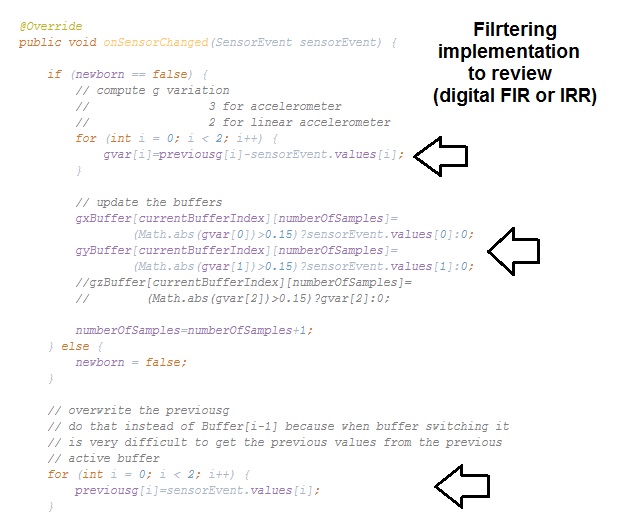 @Override
public void onSensorChanged(SensorEvent sensorEvent) {
Filrtering
implementation
to review
(digital FIR or IRR)
if (newborn == false) {
// compute g variation
// 3 for accelerometer
// 2 for linear accelerometer
for (int i = 0; i < 2; i++) {
gvar[i]=previousg[i]-sensorEvent.values[i];
}
// update the buffers
gxBuffer[currentBufferIndex][numberOfSamples]=
(Math.abs(gvar[0])>0.15)?sensorEvent.values[0]:0;
gyBuffer[currentBufferIndex][numberOfSamples]=
(Math.abs(gvar[1])>0.15)?sensorEvent.values[1]:0;
//gzBuffer[currentBufferIndex][numberOfSamples]=
// (Math.abs(gvar[2])>0.15)?gvar[2]:0;
numberOfSamples=numberOfSamples+1;
} else {
newborn = false;
}
// overwrite the previousg
// do that instead of Buffer[i-1] because when buffer switching it
// is very difficult to get the previous values from the previous
// active buffer
for (int i = 0; i < 2; i++) {
previousg[i]=sensorEvent.values[i];
}